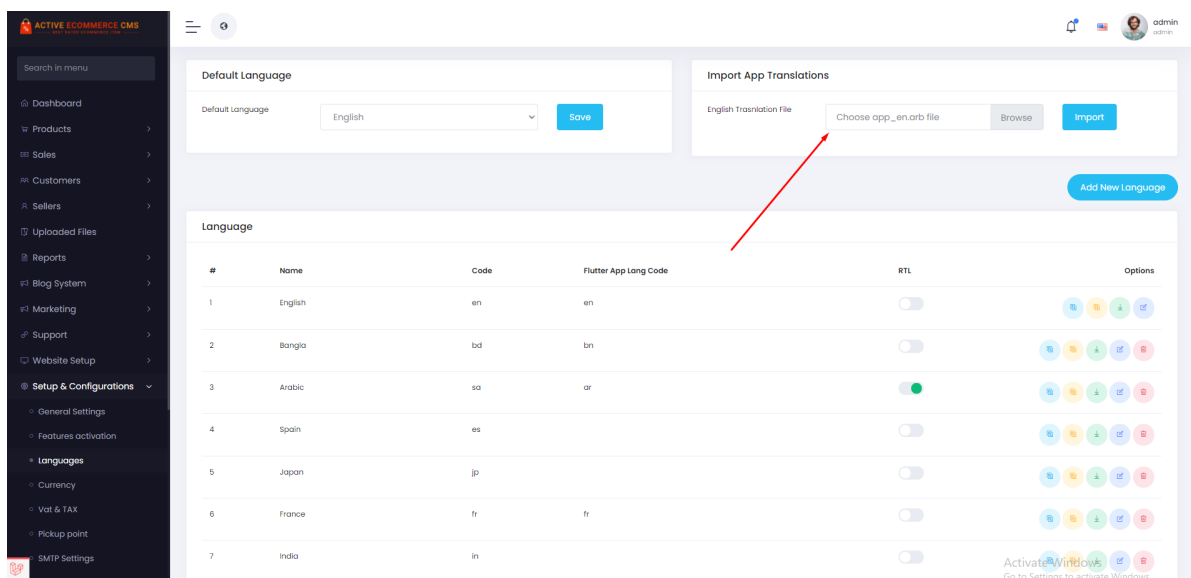 ACTIVE ECOMMERCE CMS
admin
admin
Search in menu
Dashboard
Products
Sales
Customers
Sellers
Uploaded Files
Reports
Blog System
Marketing
Support
Website Setup
Setup & Configurations
General Settings
Features activation
Languages
Currency
Vat & TAX
Pickup point
SMTP Settings
Default Language
Default Language English Save
Import App Translations
English Trasnlation File Choose app_en.arb file Browse Import
Add New Language
Language
# Name Code Flutter App Lang Code RTL Options
1 English en en
2 Bangla bd bn
3 Arabic sa ar
4 Spain es
5 Japan jp
6 France fr fr
7 India in
Activate Windows
Go to Settings to activate Windows.